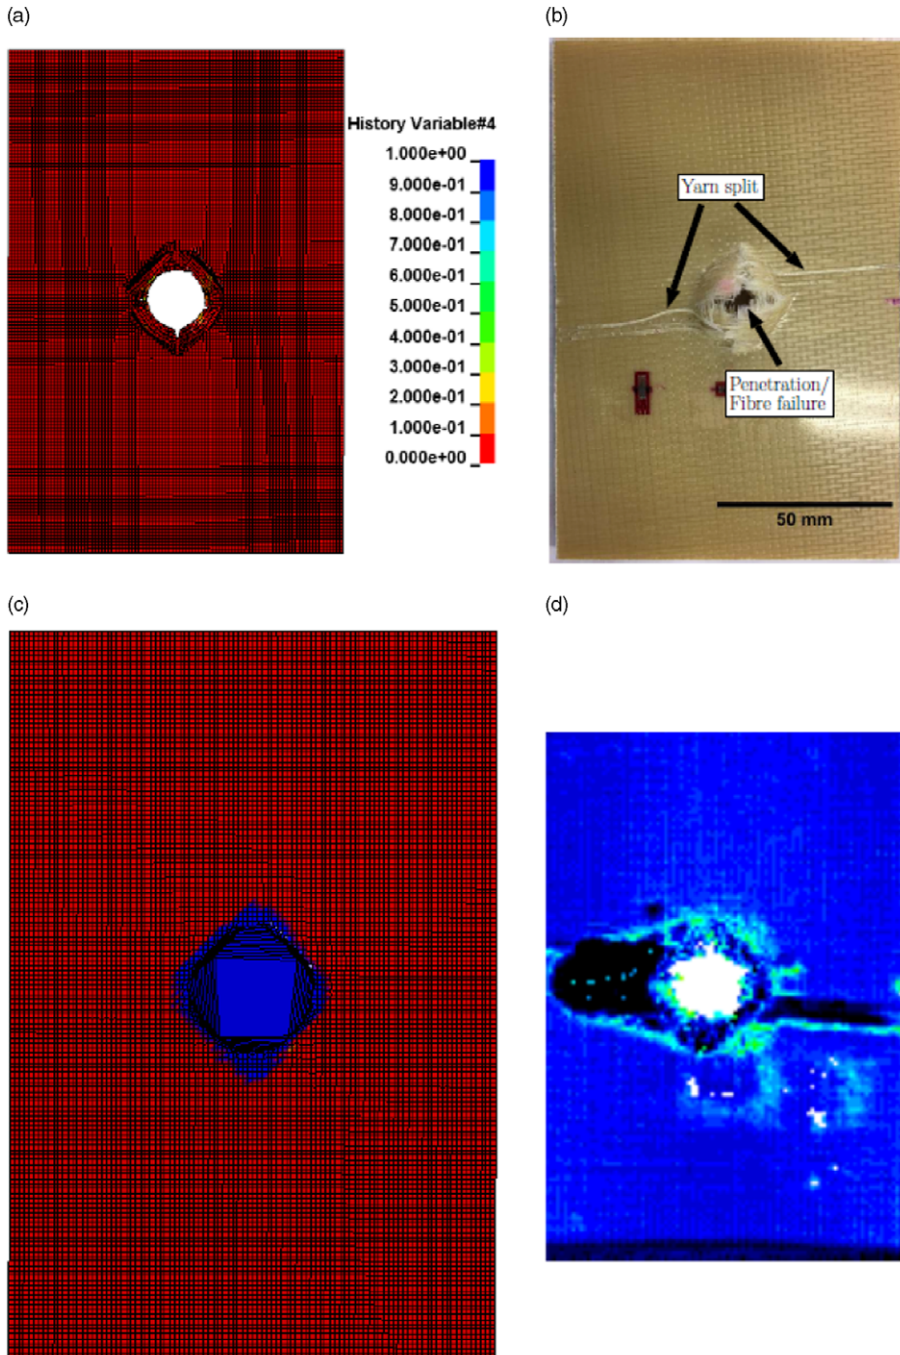 (a)
(b)
History Variable#4
1.000e+00
9.000e-01
8.000e-01
7.000e-01
6.000e-01
5.000e-01
4.000e-01
3.000e-01
2.000e-01
1.000e-01
0.000e+00
Yarn split
Penetration/
Fibre failure
50 mm
(c)
(d)